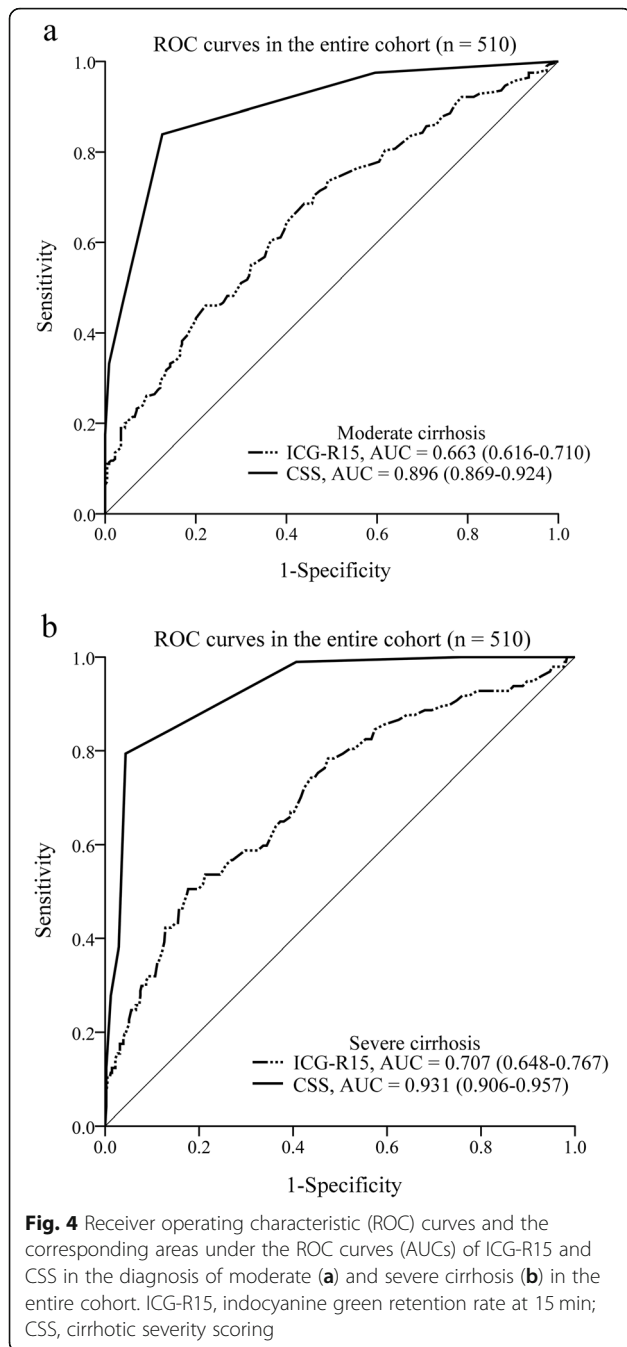 a
ROC curves in the entire cohort (n = 510)
1.0
0.8
0.6
0.4
0.2
0.0
Sensitivity
Moderate cirrhosis
ICG-R15, AUC = 0.663 (0.616-0.710)
CSS, AUC = 0.896 (0.869-0.924)
0.0 0.2 0.4 0.6 0.8 1.0
1-Specificity
b
ROC curves in the entire cohort (n = 510)
1.0
0.8
0.6
0.4
0.2
0.0
Sensitivity
Severe cirrhosis
ICG-R15, AUC = 0.707 (0.648-0.767)
CSS, AUC = 0.931 (0.906-0.957)
0.0 0.2 0.4 0.6 0.8 1.0
1-Specificity
Fig. 4 Receiver operating characteristic (ROC) curves and the
corresponding areas under the ROC curves (AUCs) of ICG-R15 and
CSS in the diagnosis of moderate (a) and severe cirrhosis (b) in the
entire cohort. ICG-R15, indocyanine green retention rate at 15 min;
CSS, cirrhotic severity scoring